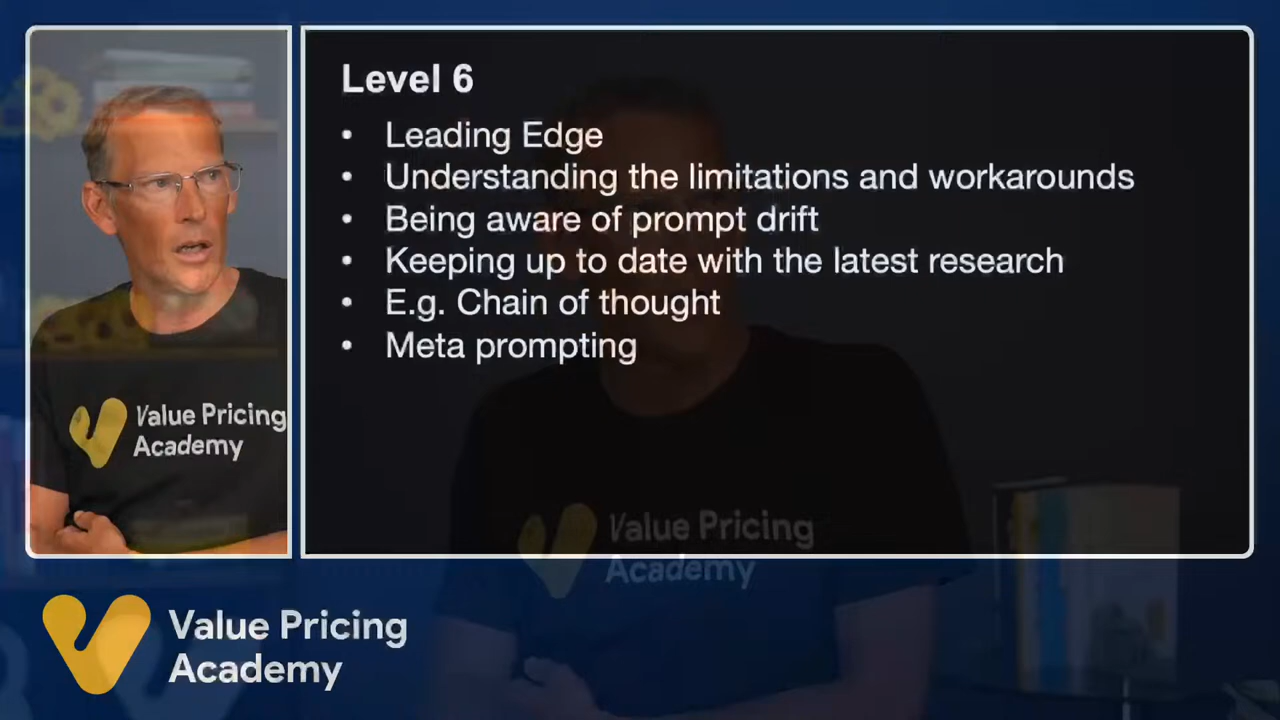 Level 6
• Leading Edge
• Understanding the limitations and workarounds
• Being aware of prompt drift
• Keeping up to date with the latest research
• E.g. Chain of thought
• Meta prompting
Value Pricing
Academy
Value Pricing
Academy
Value Pricing
Academy